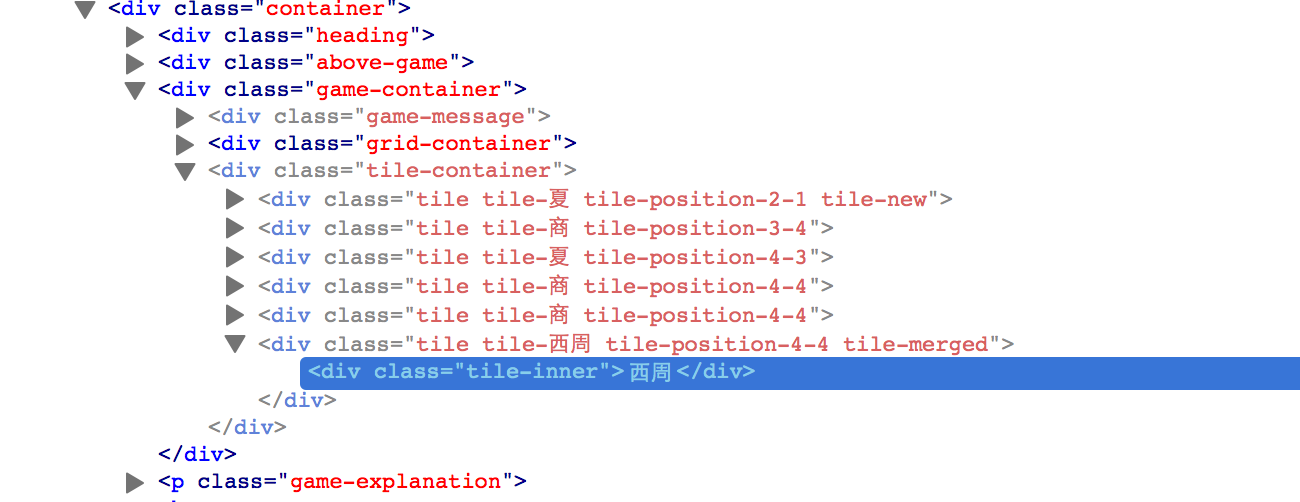 <div class="container">
<div class="heading">
<div class="above-game">
<div class="game-container">
<div class="game-message">
<div class="grid-container">
<div class="tile-container">
<div class="tile tile-夏 tile-position-2-1 tile-new">
<div class="tile tile-商 tile-position-3-4">
<div class="tile tile-夏 tile-position-4-3">
<div class="tile tile-商 tile-position-4-4">
<div class="tile tile-商 tile-position-4-4">
<div class="tile tile-西周 tile-position-4-4 tile-merged">
<div class="tile-inner">西周</div>
</div>
</div>
</div>
<p class="game-explanation">